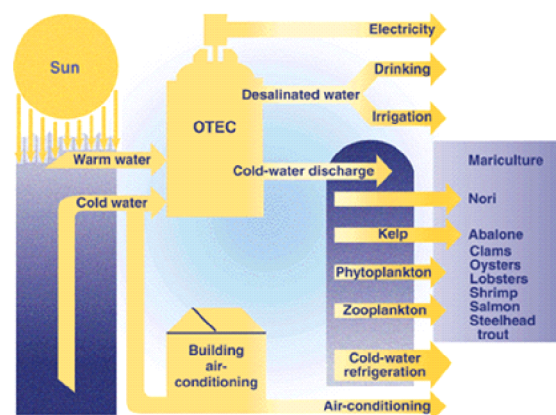 Electricity
Sun
Drinking
Desalinated water
OTEC
Irrigation
Warm water
Cold-water discharge
Mariculture
Cold water
Nori
Kelp
Abalone
Clams
Phytoplankton
Oysters
Lobsters
Shrimp
Zooplankton
Salmon
Steelhead
trout
Building
air-
conditioning
Cold-water
refrigeration
Air-conditioning